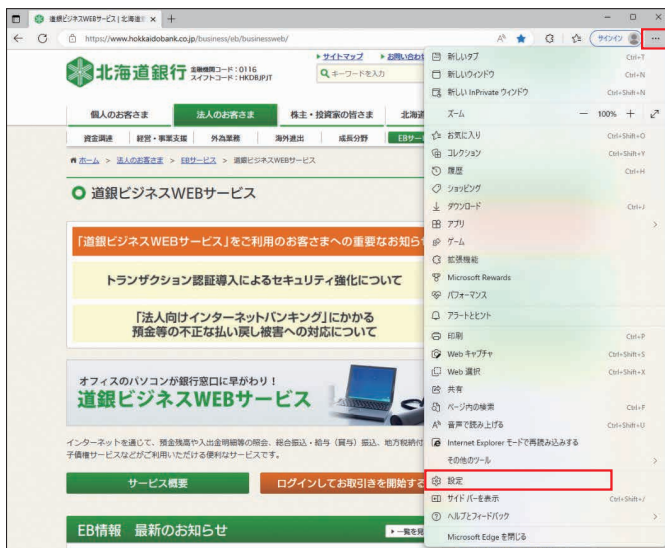 道銀ビジネスWEBサービス | 北海道
https://www.hokkaidobank.co.jp/business/eb/businessweb/
サインイン
北海道銀行
金融機関コード:0116
スイフトコード:HKDBJPJT
サイトマップ
お問い合わせ
キーワードを入力
個人のお客さま
法人のお客さま
株主・投資家の皆さま
北海道
資金調達
経営・事業支援
外為業務
海外進出
成長分野
EBサー
ホーム > 法人のお客さま > EBサービス > 道銀ビジネスWEBサービス
道銀ビジネスWEBサービス
「道銀ビジネスWEBサービス」をご利用のお客さまへの重要なお知らせ
トランザクション認証導入によるセキュリティ強化について
「法人向けインターネットバンキング」にかかる
預金等の不正な払い戻し被害への対応について
オフィスのパソコンが銀行窓口に早がわり!
道銀ビジネスWEBサービス
インターネットを通じて、預金残高や入出金明細等の照会、総合振込・給与(賞与)振込、地方税納付
子債権サービスなどがご利用いただける便利なサービスです。
サービス概要
ログインしてお取引を開始する
EB情報 最新のお知らせ
一覧を見
新しいタブ Ctrl+T
新しいウィンドウ Ctrl+N
新しい InPrivate ウィンドウ Ctrl+Shift+N
ズーム 100%
お気に入り Ctrl+Shift+O
コレクション Ctrl+Shift+Y
履歴 Ctrl+H
ショッピング
ダウンロード Ctrl+J
アプリ
ゲーム
拡張機能
Microsoft Rewards
パフォーマンス
アラートとヒント
印刷 Ctrl+P
Web キャプチャ Ctrl+Shift+S
Web 選択 Ctrl+Shift+X
共有
ページ内の検索 Ctrl+F
音声で読み上げる Ctrl+Shift+U
Internet Explorer モードで再読み込みする
その他のツール
設定
サイド バーを表示 Ctrl+Shift+/
ヘルプとフィードバック
Microsoft Edge を閉じる